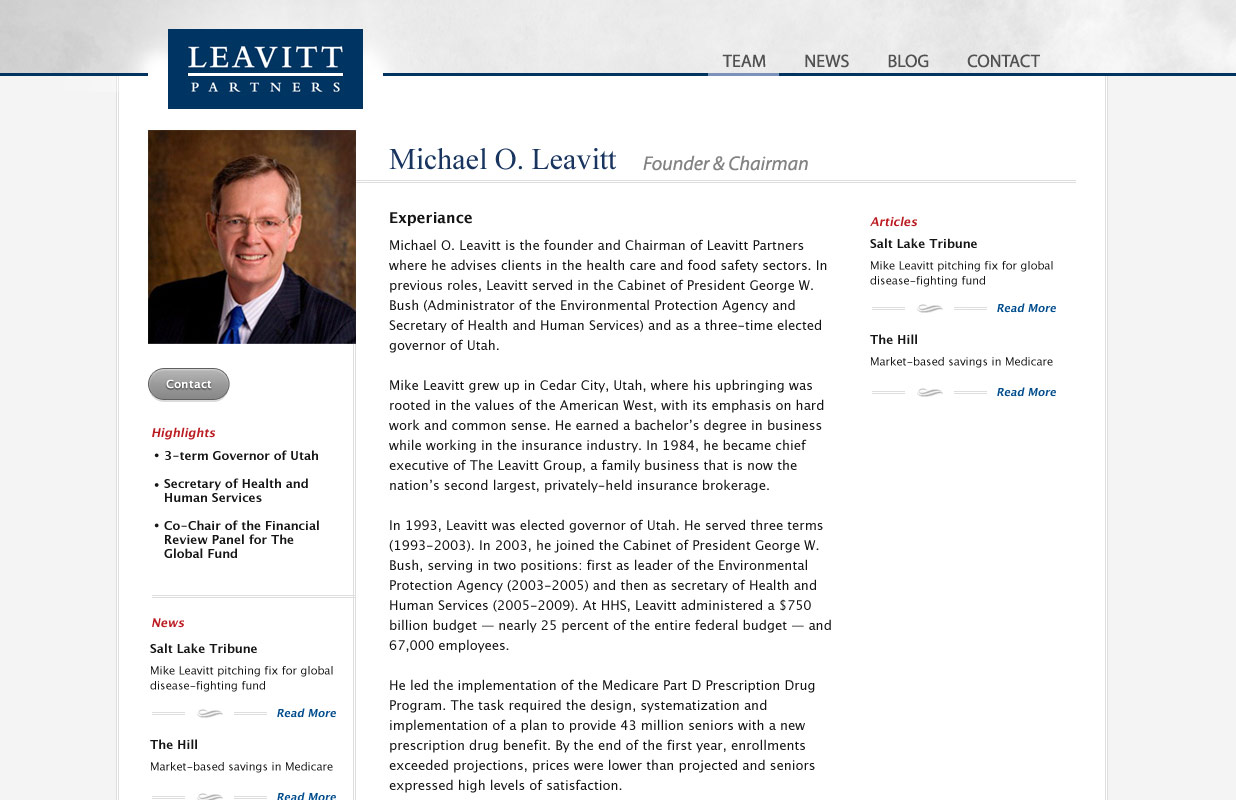 LEAVITT
PARTNERS
TEAM NEWS BLOG CONTACT
Michael O. Leavitt Founder & Chairman
Contact
Highlights
• 3-term Governor of Utah
• Secretary of Health and
Human Services
• Co-Chair of the Financial
Review Panel for The
Global Fund
News
Salt Lake Tribune
Mike Leavitt pitching fix for global
disease-fighting fund
Read More
The Hill
Market-based savings in Medicare
Read More
Experiance
Michael O. Leavitt is the founder and Chairman of Leavitt Partners
where he advises clients in the health care and food safety sectors. In
previous roles, Leavitt served in the Cabinet of President George W.
Bush (Administrator of the Environmental Protection Agency and
Secretary of Health and Human Services) and as a three-time elected
governor of Utah.
Mike Leavitt grew up in Cedar City, Utah, where his upbringing was
rooted in the values of the American West, with its emphasis on hard
work and common sense. He earned a bachelor’s degree in business
while working in the insurance industry. In 1984, he became chief
executive of The Leavitt Group, a family business that is now the
nation’s second largest, privately-held insurance brokerage.
In 1993, Leavitt was elected governor of Utah. He served three terms
(1993-2003). In 2003, he joined the Cabinet of President George W.
Bush, serving in two positions: first as leader of the Environmental
Protection Agency (2003-2005) and then as secretary of Health and
Human Services (2005-2009). At HHS, Leavitt administered a $750
billion budget — nearly 25 percent of the entire federal budget — and
67,000 employees.
He led the implementation of the Medicare Part D Prescription Drug
Program. The task required the design, systematization and
implementation of a plan to provide 43 million seniors with a new
prescription drug benefit. By the end of the first year, enrollments
exceeded projections, prices were lower than projected and seniors
expressed high levels of satisfaction.
Articles
Salt Lake Tribune
Mike Leavitt pitching fix for global
disease-fighting fund
Read More
The Hill
Market-based savings in Medicare
Read More